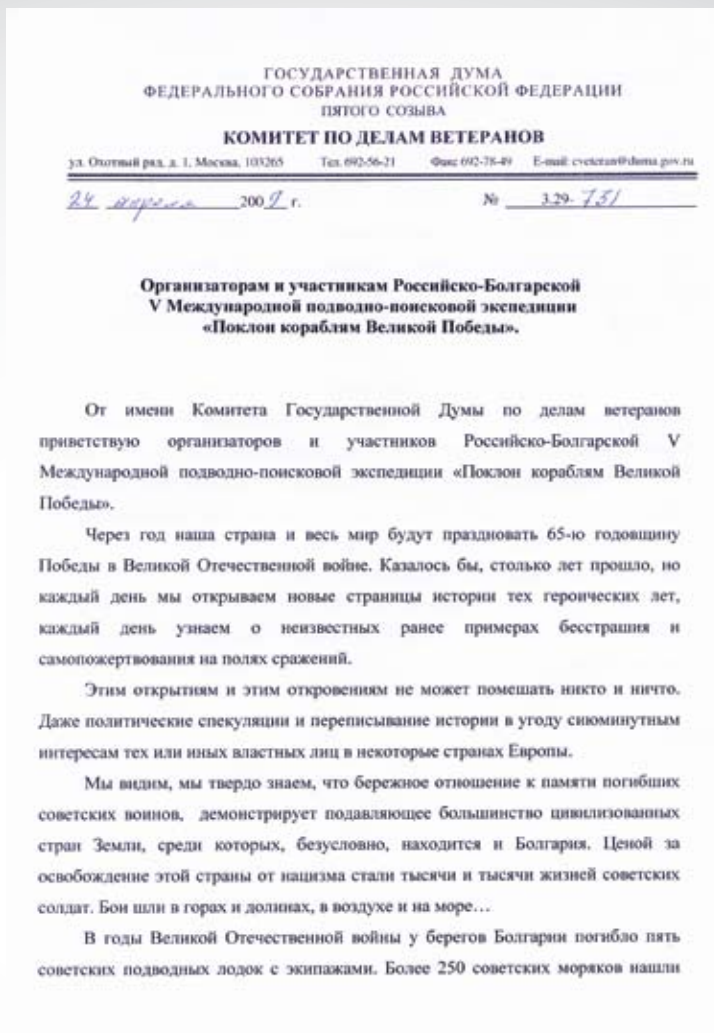 ГОСУДАРСТВЕННАЯ ДУМА
ФЕДЕРАЛЬНОГО СОБРАНИЯ РОССИЙСКОЙ ФЕДЕРАЦИИ
ПЯТОГО СОЗЫВА
КОМИТЕТ ПО ДЕЛАМ ВЕТЕРАНОВ
ул. Охотный ряд, д. 1, Москва, 103265 Тел. 692-56-21 Факс 692-78-49 E-mail: cveteran@duma.gov.ru
24 апреля 2009 г. № 3.29-751
Организаторам и участникам Российско-Болгарской
V Международной подводно-поисковой экспедиции
«Поклон кораблям Великой Победы».
От имени Комитета Государственной Думы по делам ветеранов
приветствую организаторов и участников Российско-Болгарской V
Международной подводно-поисковой экспедиции «Поклон кораблям Великой
Победы».
Через год наша страна и весь мир будут праздновать 65-ю годовщину
Победы в Великой Отечественной войне. Казалось бы, столько лет прошло, но
каждый день мы открываем новые страницы истории тех героических лет,
каждый день узнаем о неизвестных ранее примерах бесстрашия и
самопожертвования на полях сражений.
Этим открытиям и этим откровениям не может помешать никто и ничто.
Даже политические спекуляции и переписывание истории в угоду сиюминутным
интересам тех или иных властных лиц в некоторые странах Европы.
Мы видим, мы твердо знаем, что бережное отношение к памяти погибших
советских воинов, демонстрирует подавляющее большинство цивилизованных
стран Земли, среди которых, безусловно, находится и Болгария. Ценой за
освобождение этой страны от нацизма стали тысячи и тысячи жизней советских
солдат. Бои шли в горах и долинах, в воздухе и на море…
В годы Великой Отечественной войны у берегов Болгарии погибло пять
советских подводных лодок с экипажами. Более 250 советских моряков нашли